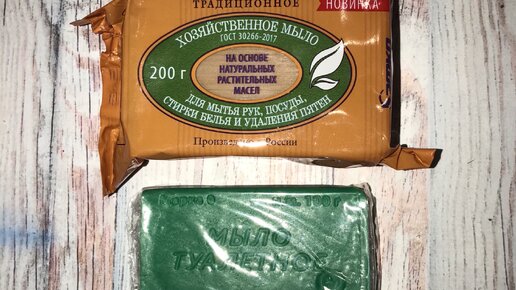 ТРАДИЦИОННОЕ
НОВИНКА
ХОЗЯЙСТВЕННОЕ МЫЛО
ГОСТ 30266-2017
200 г
НА ОСНОВЕ
НАТУРАЛЬНЫХ
РАСТИТЕЛЬНЫХ
МАСЕЛ
ДЛЯ МЫТЬЯ РУК, ПОСУДЫ,
СТИРКИ БЕЛЬЯ И УДАЛЕНИЯ ПЯТЕН
России
100 г
МЫЛО
ТУАЛЕТНОЕ